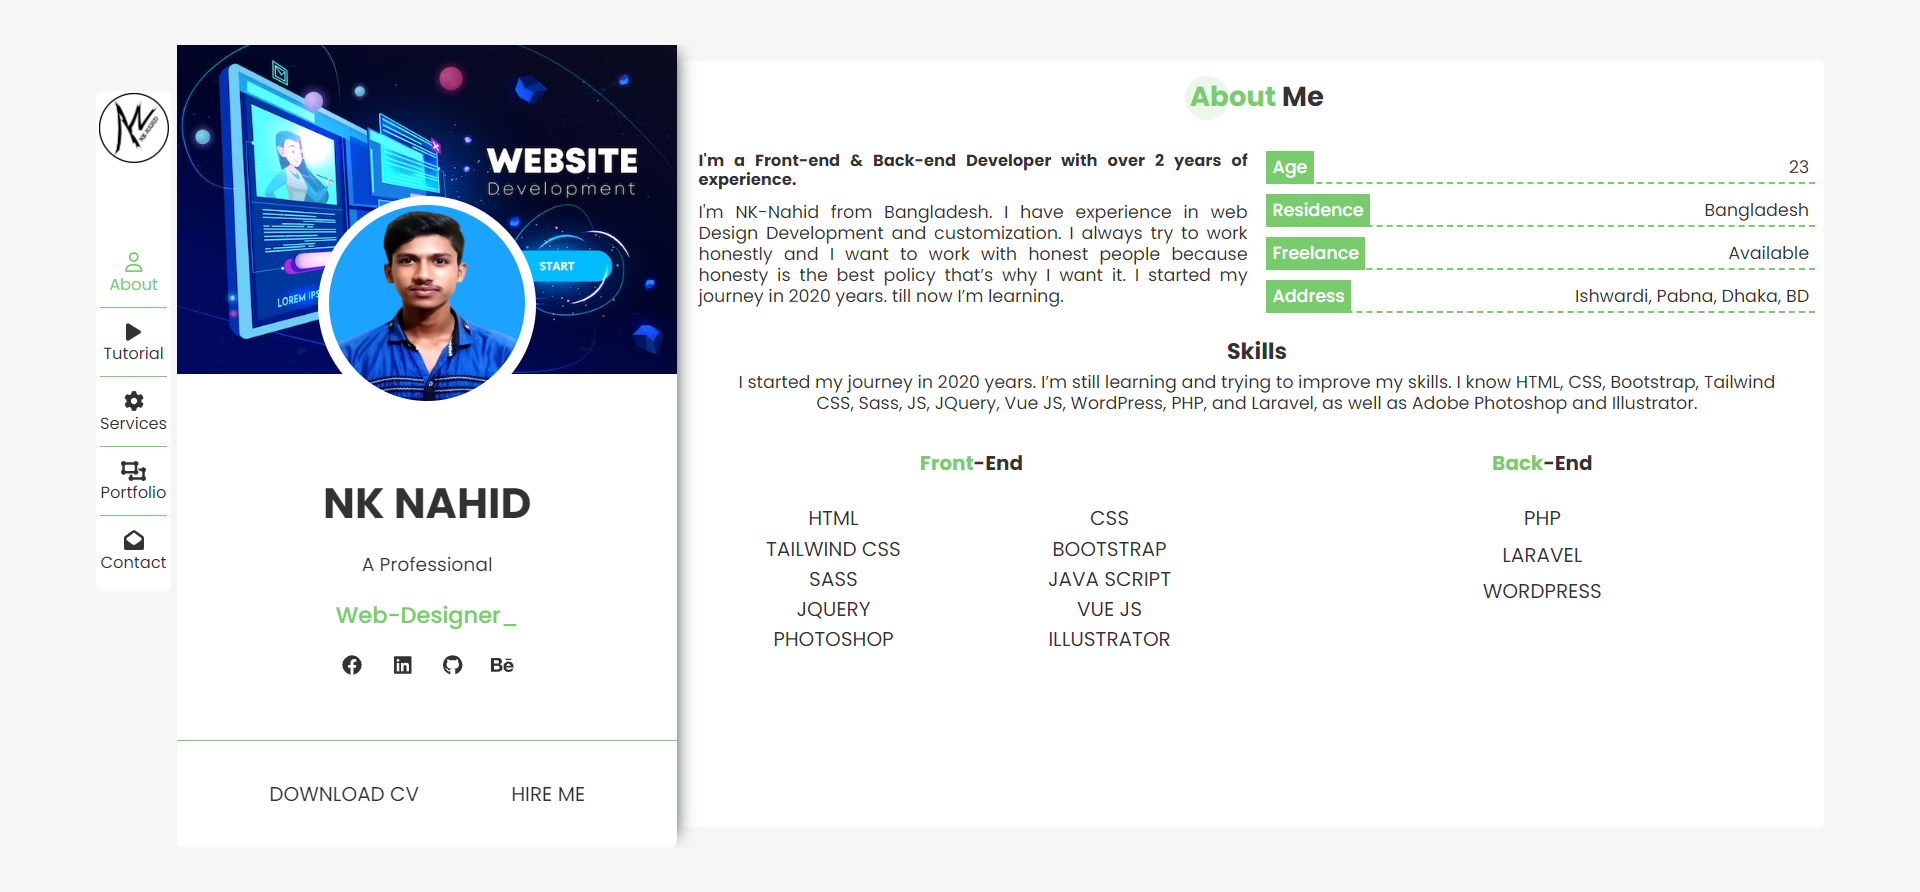 NK NAHID
About
Tutorial
Services
Portfolio
Contact
WEBSITE
Development
START
LOREM IPS
NK NAHID
A Professional
Web-Designer_
Bē
DOWNLOAD CV
HIRE ME
About Me
I'm a Front-end & Back-end Developer with over 2 years of
experience.
I'm NK-Nahid from Bangladesh. I have experience in web
Design Development and customization. I always try to work
honestly and I want to work with honest people because
honesty is the best policy that’s why I want it. I started my
journey in 2020 years. till now I’m learning.
Age 23
Residence Bangladesh
Freelance Available
Address Ishwardi, Pabna, Dhaka, BD
Skills
I started my journey in 2020 years. I’m still learning and trying to improve my skills. I know HTML, CSS, Bootstrap, Tailwind
CSS, Sass, JS, JQuery, Vue JS, WordPress, PHP, and Laravel, as well as Adobe Photoshop and Illustrator.
Front-End
HTML CSS
TAILWIND CSS BOOTSTRAP
SASS JAVA SCRIPT
JQUERY VUE JS
PHOTOSHOP ILLUSTRATOR
Back-End
PHP
LARAVEL
WORDPRESS